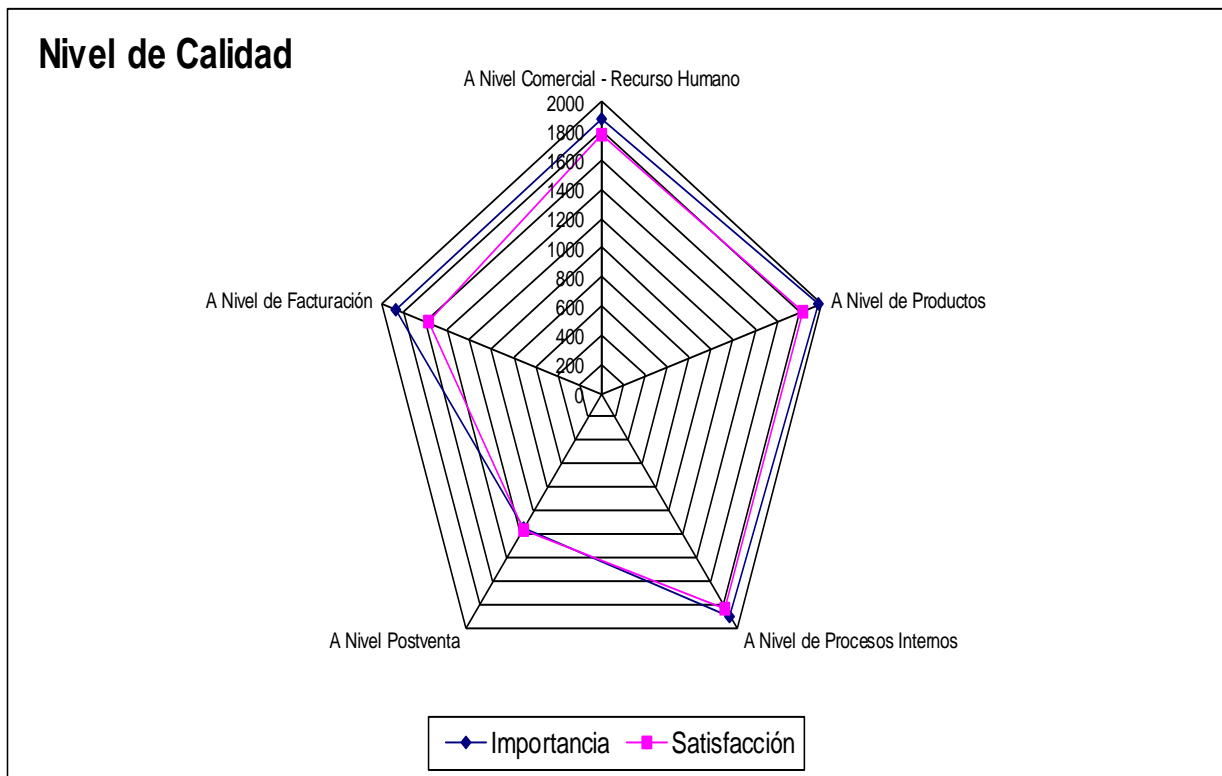 Nivel de Calidad
A Nivel Comercial - Recurso Humano
2000
1800
1600
1400
1200
1000
800
600
400
200
0
A Nivel de Facturación
A Nivel de Productos
A Nivel Postventa
A Nivel de Procesos Internos
Importancia
Satisfacción